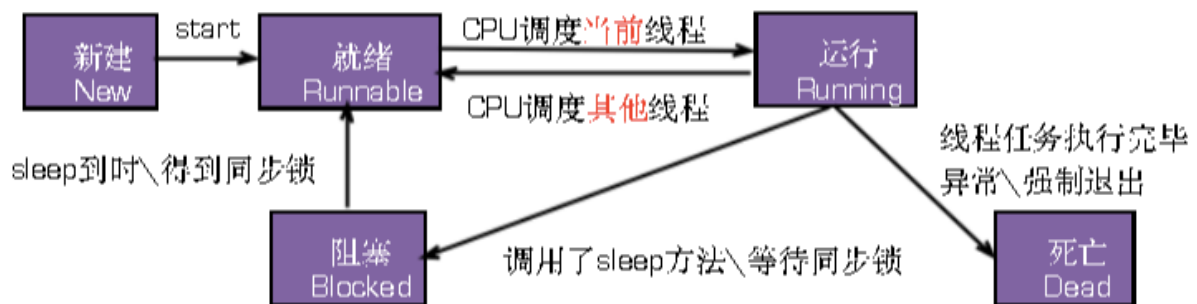 start
CPU调度当前线程
新建
New
就绪
Runnable
运行
Running
CPU调度其他线程
sleep到时\得到同步锁
线程任务执行完毕
异常\强制退出
阻塞
Blocked
调用了sleep方法\等待同步锁
死亡
Dead